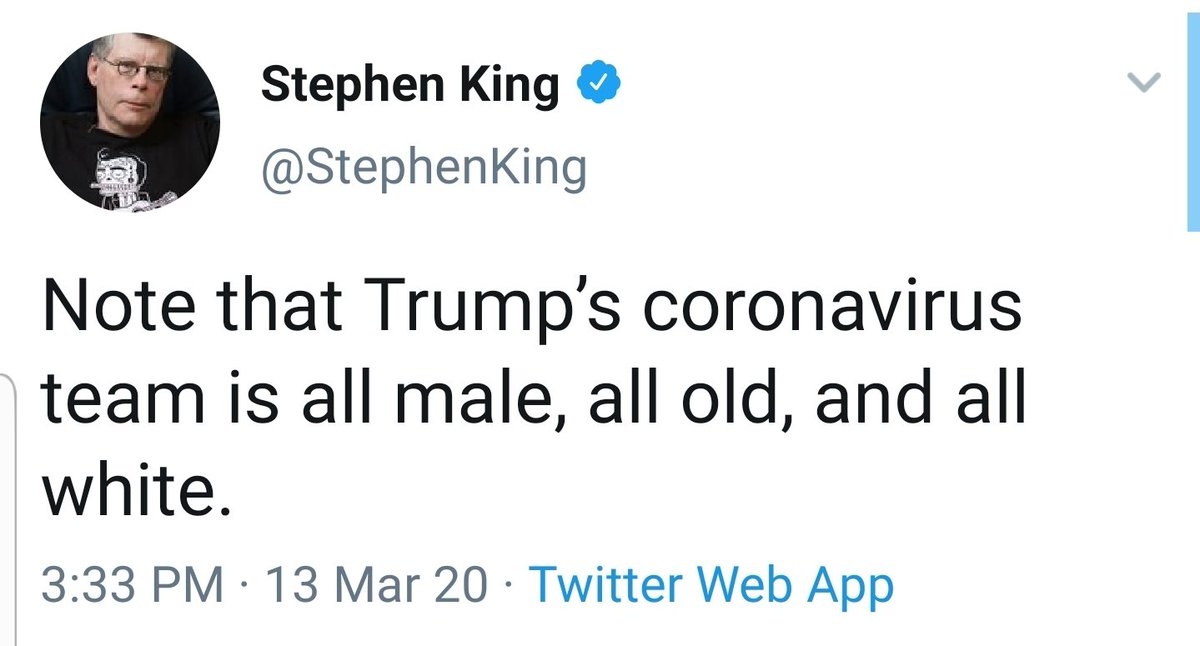 Stephen King
@StephenKing
Note that Trump’s coronavirus
team is all male, all old, and all
white.
3:33 PM · 13 Mar 20 · Twitter Web App